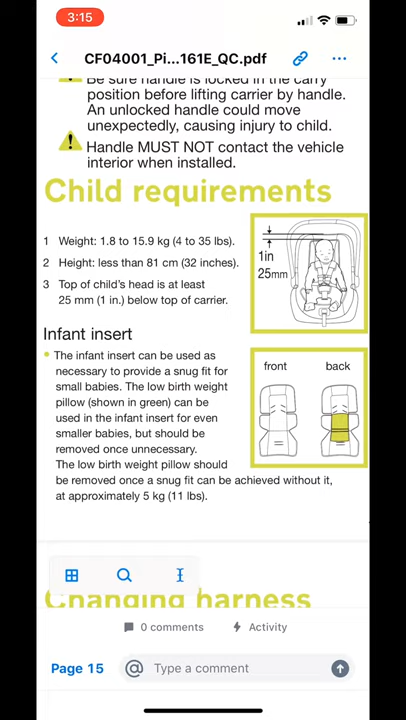 3:15
CF04001_Pi...161E_QC.pdf
Be sure handle is locked in the carry
position before lifting carrier by handle.
An unlocked handle could move
unexpectedly, causing injury to child.
Handle MUST NOT contact the vehicle
interior when installed.
Child requirements
1 Weight: 1.8 to 15.9 kg (4 to 35 lbs).
2 Height: less than 81 cm (32 inches).
3 Top of child's head is at least
25 mm (1 in.) below top of carrier.
1in
25mm
Infant insert
• The infant insert can be used as
necessary to provide a snug fit for
small babies. The low birth weight
pillow (shown in green) can be
used in the infant insert for even
smaller babies, but should be
removed once unnecessary.
The low birth weight pillow should
be removed once a snug fit can be achieved without it,
at approximately 5 kg (11 lbs).
front back
Changing harness
0 comments Activity
Page 15 @ Type a comment